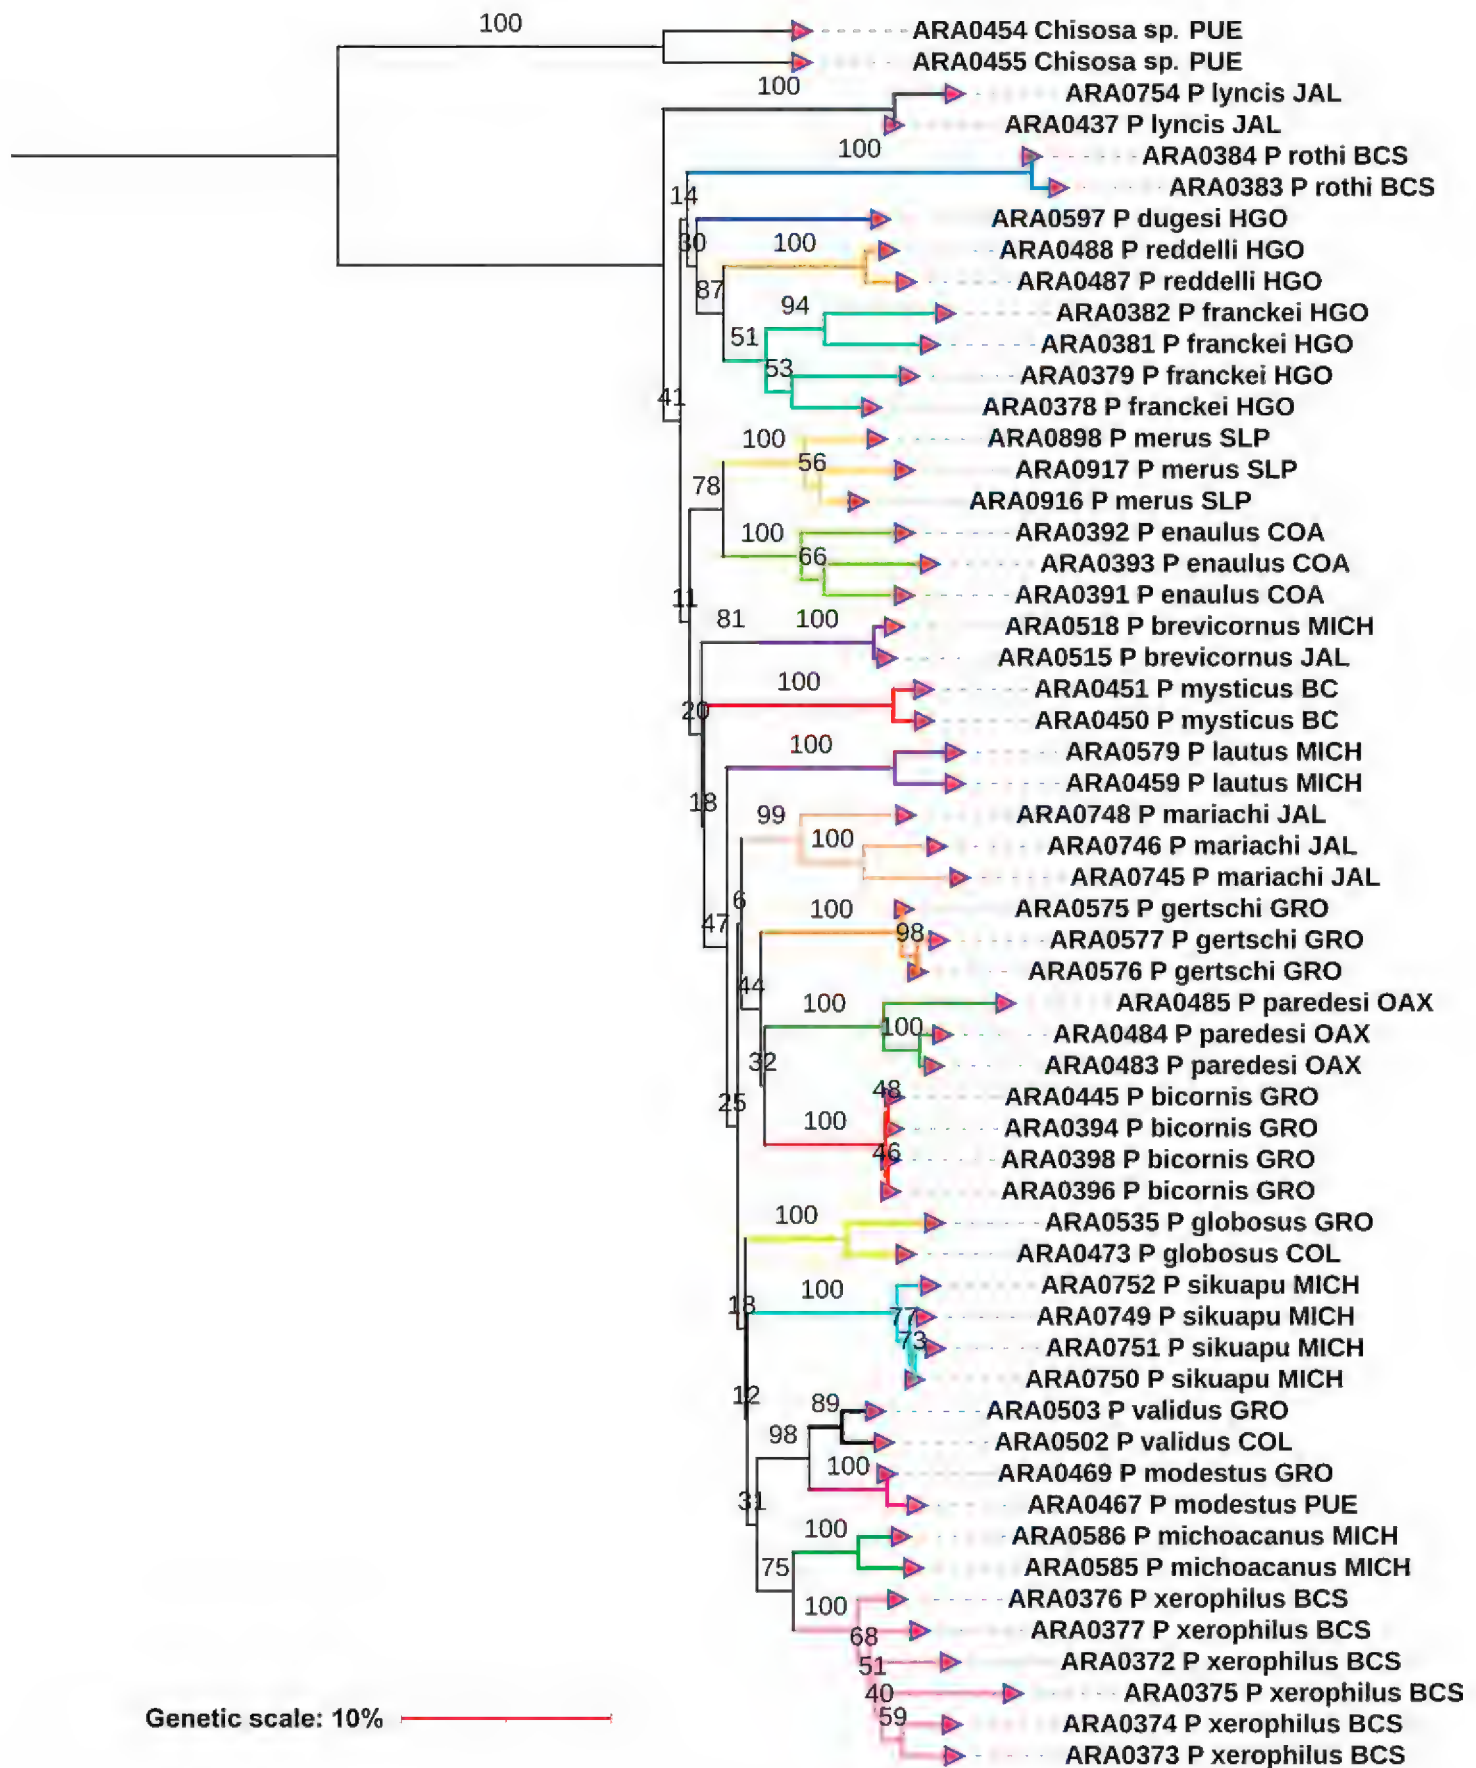 100
ARA0454 Chisosa sp. PUE
ARA0455 Chisosa sp. PUE
100
ARA0754 P lyncis JAL
ARA0437 P lyncis JAL
100
ARA0384 P rothi BCS
ARA0383 P rothi BCS
14
ARA0597 P dugesi HGO
30
100
ARA0488 P reddelli HGO
ARA0487 P reddelli HGO
87
94
ARA0382 P franckei HGO
51
ARA0381 P franckei HGO
53
ARA0379 P franckei HGO
41
ARA0378 P franckei HGO
100
ARA0898 P merus SLP
56
ARA0917 P merus SLP
78
ARA0916 P merus SLP
100
ARA0392 P enaulus COA
66
ARA0393 P enaulus COA
11
ARA0391 P enaulus COA
81
100
ARA0518 P brevicornus MICH
ARA0515 P brevicornus JAL
100
ARA0451 P mysticus BC
20
ARA0450 P mysticus BC
100
ARA0579 P lautus MICH
ARA0459 P lautus MICH
18
99
ARA0748 P mariachi JAL
100
ARA0746 P mariachi JAL
ARA0745 P mariachi JAL
6
100
ARA0575 P gertschi GRO
47
98
ARA0577 P gertschi GRO
ARA0576 P gertschi GRO
44
100
ARA0485 P paredesi OAX
100
ARA0484 P paredesi OAX
32
ARA0483 P paredesi OAX
48
ARA0445 P bicornis GRO
25
100
ARA0394 P bicornis GRO
46
ARA0398 P bicornis GRO
ARA0396 P bicornis GRO
100
ARA0535 P globosus GRO
ARA0473 P globosus COL
100
ARA0752 P sikuapu MICH
18
77
ARA0749 P sikuapu MICH
73
ARA0751 P sikuapu MICH
ARA0750 P sikuapu MICH
12
89
ARA0503 P validus GRO
98
ARA0502 P validus COL
100
ARA0469 P modestus GRO
31
ARA0467 P modestus PUE
100
ARA0586 P michoacanus MICH
75
ARA0585 P michoacanus MICH
100
ARA0376 P xerophilus BCS
68
ARA0377 P xerophilus BCS
51
ARA0372 P xerophilus BCS
40
ARA0375 P xerophilus BCS
59
ARA0374 P xerophilus BCS
ARA0373 P xerophilus BCS
Genetic scale: 10%